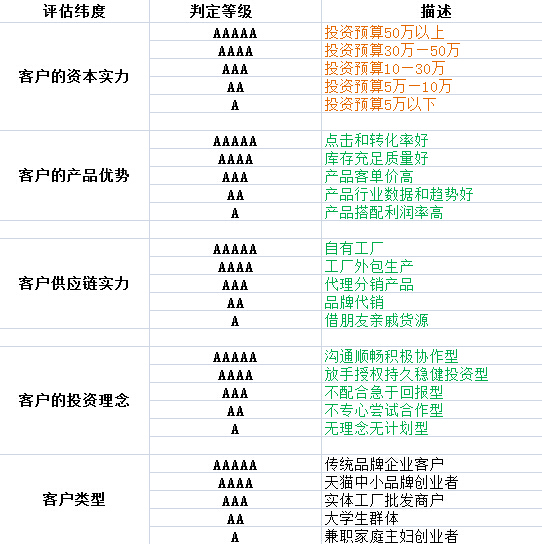 评估纬度 判定等级 描述
客户的资本实力
AAAAA 投资预算50万以上
AAAA 投资预算30万－50万
AAA 投资预算10－30万
AA 投资预算5万－10万
A 投资预算5万以下
客户的产品优势
AAAAA 点击和转化率好
AAAA 库存充足质量好
AAA 产品客单价高
AA 产品行业数据和趋势好
A 产品搭配利润率高
客户供应链实力
AAAAA 自有工厂
AAAA 工厂外包生产
AAA 代理分销产品
AA 品牌代销
A 借朋友亲戚货源
客户的投资理念
AAAAA 沟通顺畅积极协作型
AAAA 放手授权持久稳健投资型
AAA 不配合急于回报型
AA 不专心尝试合作型
A 无理念无计划型
客户类型
AAAAA 传统品牌企业客户
AAAA 天猫中小品牌创业者
AAA 实体工厂批发商户
AA 大学生群体
A 兼职家庭主妇创业者